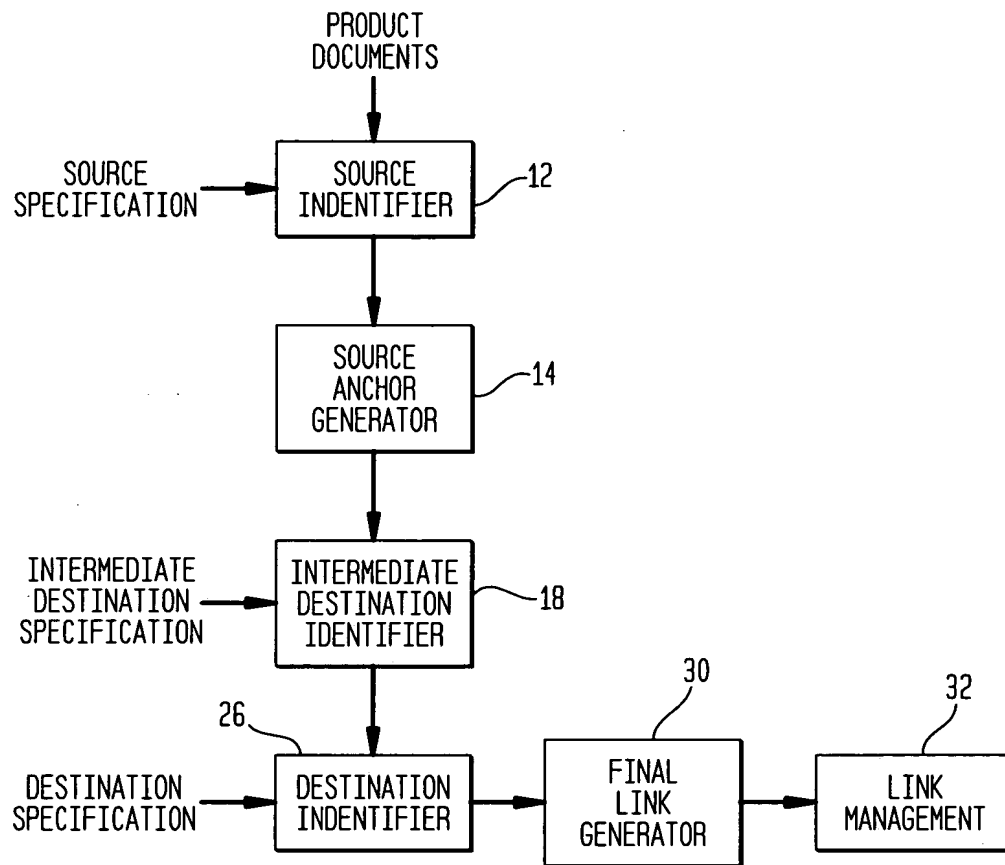 PRODUCT
DOCUMENTS
SOURCE
SPECIFICATION
SOURCE
INDENTIFIER
12
SOURCE
ANCHOR
GENERATOR
14
INTERMEDIATE
DESTINATION
SPECIFICATION
INTERMEDIATE
DESTINATION
IDENTIFIER
18
26
30
32
DESTINATION
SPECIFICATION
DESTINATION
INDENTIFIER
FINAL
LINK
GENERATOR
LINK
MANAGEMENT